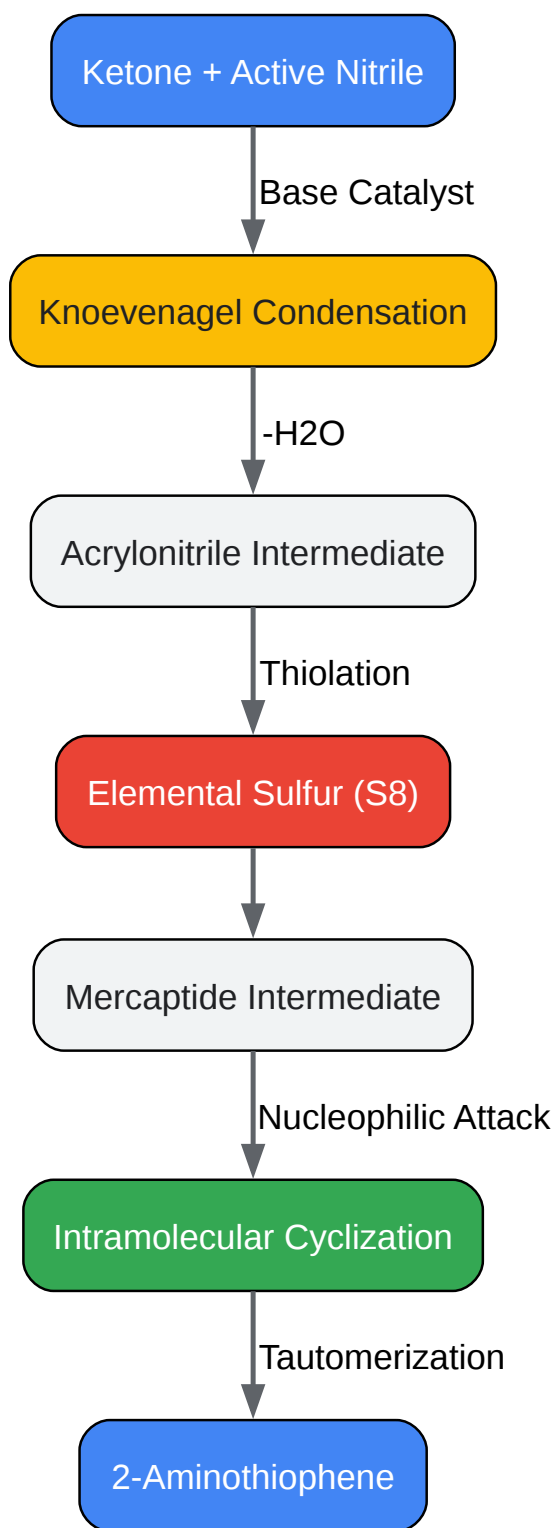 Ketone + Active Nitrile
Base Catalyst
Knoevenagel Condensation
-H2O
Acrylonitrile Intermediate
Thiolation
Elemental Sulfur (S8)
Mercaptide Intermediate
Nucleophilic Attack
Intramolecular Cyclization
Tautomerization
2-Aminothiophene